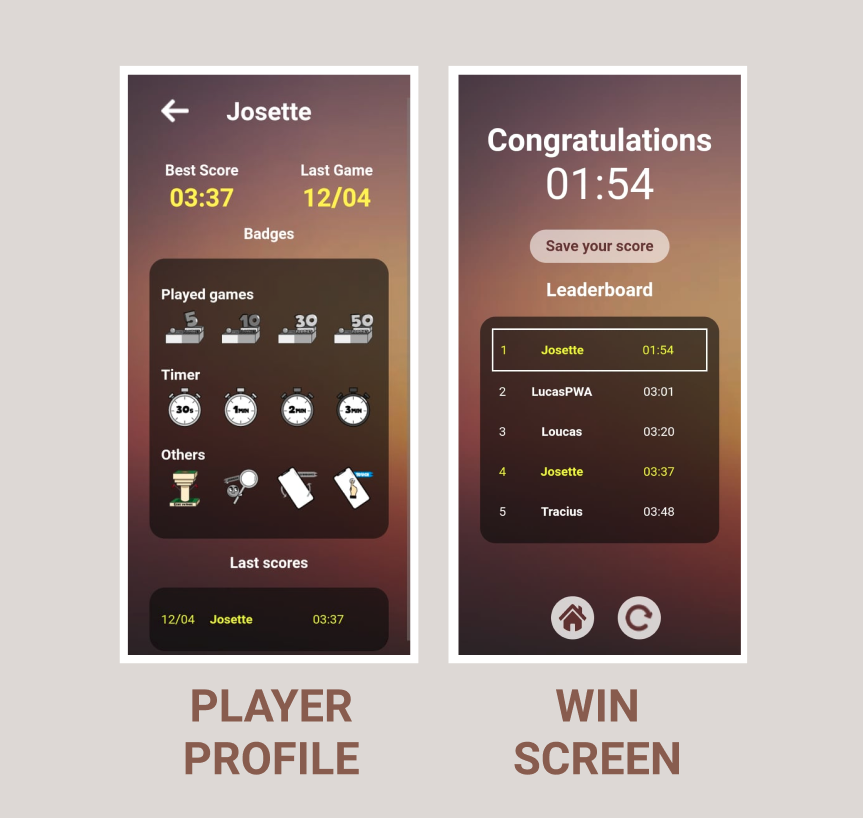 Josette
Best Score Last Game
03:37 12/04
Badges
Played games
5 10 30 50
Timer
30s 1MIN 2MIN 3MIN
Others
Last scores
12/04 Josette 03:37
PLAYER
PROFILE
Congratulations
01:54
Save your score
Leaderboard
1 Josette 01:54
2 LucasPWA 03:01
3 Loucas 03:20
4 Josette 03:37
5 Tracius 03:48
WIN
SCREEN